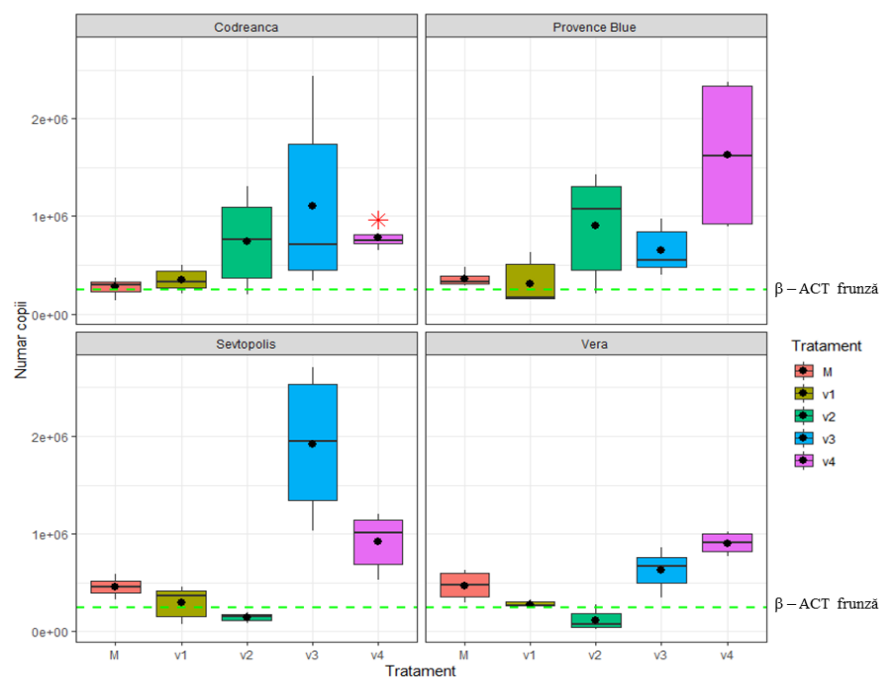 Codreanca
Provence Blue
2e+06
1e+06
0e+00
β – ACT frunză
Numar copii
Sevtopolis
Vera
2e+06
1e+06
0e+00
β – ACT frunză
M v1 v2 v3 v4
M v1 v2 v3 v4
Tratament
Tratament
M
v1
v2
v3
v4